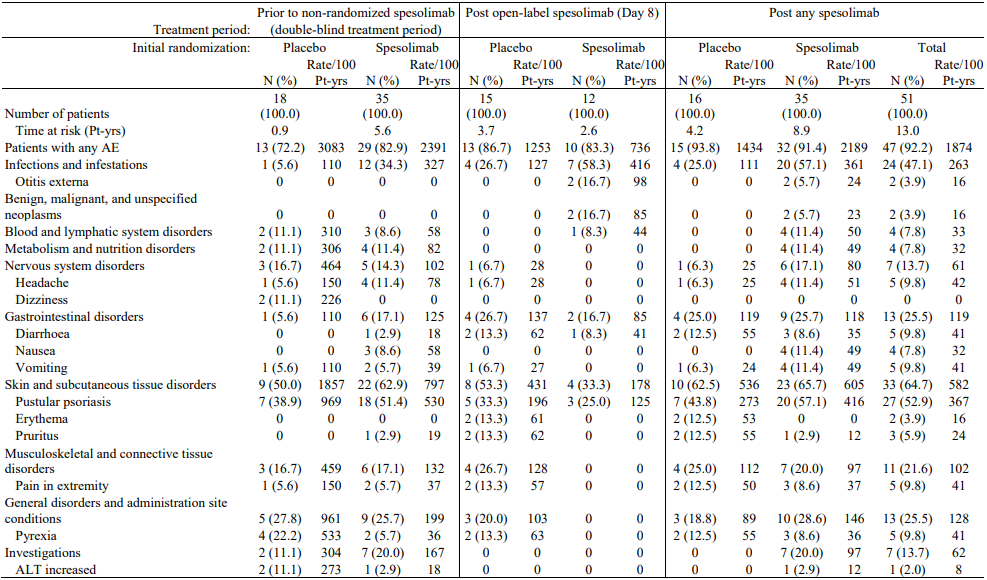 Treatment period: Prior to non-randomized spesolimab (double-blind treatment period) Post open-label spesolimab (Day 8) Post any spesolimab
Initial randomization: Placebo Spesolimab Placebo Spesolimab Placebo Spesolimab Total
N (%) Rate/100 Pt-yrs N (%) Rate/100 Pt-yrs N (%) Rate/100 Pt-yrs N (%) Rate/100 Pt-yrs N (%) Rate/100 Pt-yrs N (%) Rate/100 Pt-yrs N (%) Rate/100 Pt-yrs
18 35 15 12 16 35 51
Number of patients (100.0) (100.0) (100.0) (100.0) (100.0) (100.0) (100.0)
Time at risk (Pt-yrs) 0.9 5.6 3.7 2.6 4.2 8.9 13.0
Patients with any AE 13 (72.2) 3083 29 (82.9) 2391 13 (86.7) 1253 10 (83.3) 736 15 (93.8) 1434 32 (91.4) 2189 47 (92.2) 1874
Infections and infestations 1 (5.6) 110 12 (34.3) 327 4 (26.7) 127 7 (58.3) 416 4 (25.0) 111 20 (57.1) 361 24 (47.1) 263
Otitis externa 0 0 0 0 0 0 2 (16.7) 98 0 0 2 (5.7) 24 2 (3.9) 16
Benign, malignant, and unspecified
neoplasms 0 0 0 0 0 0 2 (16.7) 85 0 0 2 (5.7) 23 2 (3.9) 16
Blood and lymphatic system disorders 2 (11.1) 310 3 (8.6) 58 0 0 1 (8.3) 44 0 0 4 (11.4) 50 4 (7.8) 33
Metabolism and nutrition disorders 2 (11.1) 306 4 (11.4) 82 0 0 0 0 0 0 4 (11.4) 49 4 (7.8) 32
Nervous system disorders 3 (16.7) 464 5 (14.3) 102 1 (6.7) 28 0 0 1 (6.3) 25 6 (17.1) 80 7 (13.7) 61
Headache 1 (5.6) 150 4 (11.4) 78 1 (6.7) 28 0 0 1 (6.3) 25 4 (11.4) 51 5 (9.8) 42
Dizziness 2 (11.1) 226 0 0 0 0 0 0 0 0 0 0 0 0
Gastrointestinal disorders 1 (5.6) 110 6 (17.1) 125 4 (26.7) 137 2 (16.7) 85 4 (25.0) 119 9 (25.7) 118 13 (25.5) 119
Diarrhoea 0 0 1 (2.9) 18 2 (13.3) 62 1 (8.3) 41 2 (12.5) 55 3 (8.6) 35 5 (9.8) 41
Nausea 0 0 3 (8.6) 58 0 0 0 0 0 0 4 (11.4) 49 4 (7.8) 32
Vomiting 1 (5.6) 110 2 (5.7) 39 1 (6.7) 27 0 0 1 (6.3) 24 4 (11.4) 49 5 (9.8) 41
Skin and subcutaneous tissue disorders 9 (50.0) 1857 22 (62.9) 797 8 (53.3) 431 4 (33.3) 178 10 (62.5) 536 23 (65.7) 605 33 (64.7) 582
Pustular psoriasis 7 (38.9) 969 18 (51.4) 530 5 (33.3) 196 3 (25.0) 125 7 (43.8) 273 20 (57.1) 416 27 (52.9) 367
Erythema 0 0 0 0 2 (13.3) 61 0 0 2 (12.5) 53 0 0 2 (3.9) 16
Pruritus 0 0 1 (2.9) 19 2 (13.3) 62 0 0 2 (12.5) 55 1 (2.9) 12 3 (5.9) 24
Musculoskeletal and connective tissue
disorders 3 (16.7) 459 6 (17.1) 132 4 (26.7) 128 0 0 4 (25.0) 112 7 (20.0) 97 11 (21.6) 102
Pain in extremity 1 (5.6) 150 2 (5.7) 37 2 (13.3) 57 0 0 2 (12.5) 50 3 (8.6) 37 5 (9.8) 41
General disorders and administration site
conditions 5 (27.8) 961 9 (25.7) 199 3 (20.0) 103 0 0 3 (18.8) 89 10 (28.6) 146 13 (25.5) 128
Pyrexia 4 (22.2) 533 2 (5.7) 36 2 (13.3) 63 0 0 2 (12.5) 55 3 (8.6) 36 5 (9.8) 41
Investigations 2 (11.1) 304 7 (20.0) 167 0 0 0 0 0 0 7 (20.0) 97 7 (13.7) 62
ALT increased 2 (11.1) 273 1 (2.9) 18 0 0 0 0 0 0 1 (2.9) 12 1 (2.0) 8